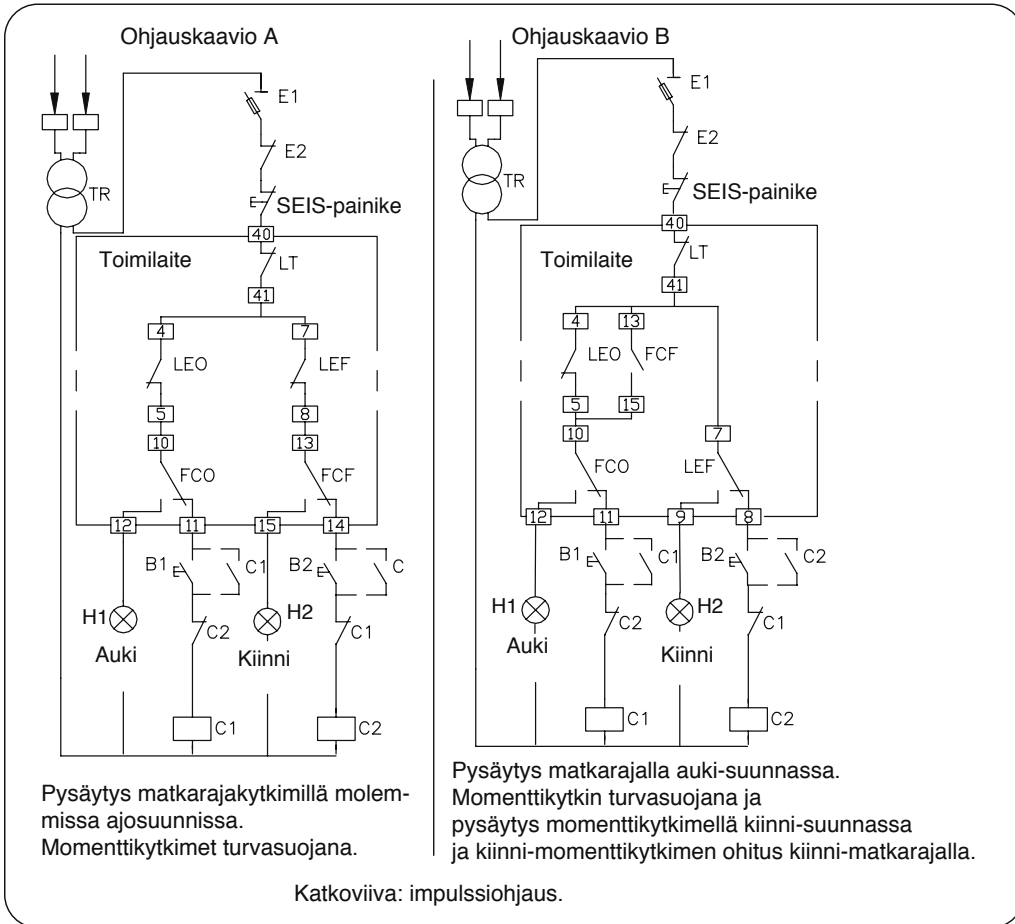 Ohjauskaavio A
E1
E2
TR
SEIS-painike
40
Toimilaite
LT
41
4
7
LEO
LEF
5
8
10
13
FCO
FCF
12
11
15
14
B1
C1
B2
C
H1
C2
H2
C1
Auki
Kiinni
C1
C2
Pysäytys matkarajakytkimillä molem-
missa ajosuunnissa.
Momenttikytkimet turvasuojana.
Ohjauskaavio B
E1
E2
TR
SEIS-painike
40
Toimilaite
LT
41
4
13
LEO
FCF
5
15
10
7
FCO
LEF
12
11
9
8
B1
C1
B2
C2
H1
C2
H2
C1
Auki
Kiinni
C1
C2
Pysäytys matkarajalla auki-suunnassa.
Momenttikytkin turvasuojana ja
pysäytys momenttikytkimellä kiinni-suunnassa
ja kiinni-momenttikytkimen ohitus kiinni-matkarajalla.
Katkoviiva: impulssiohjaus.